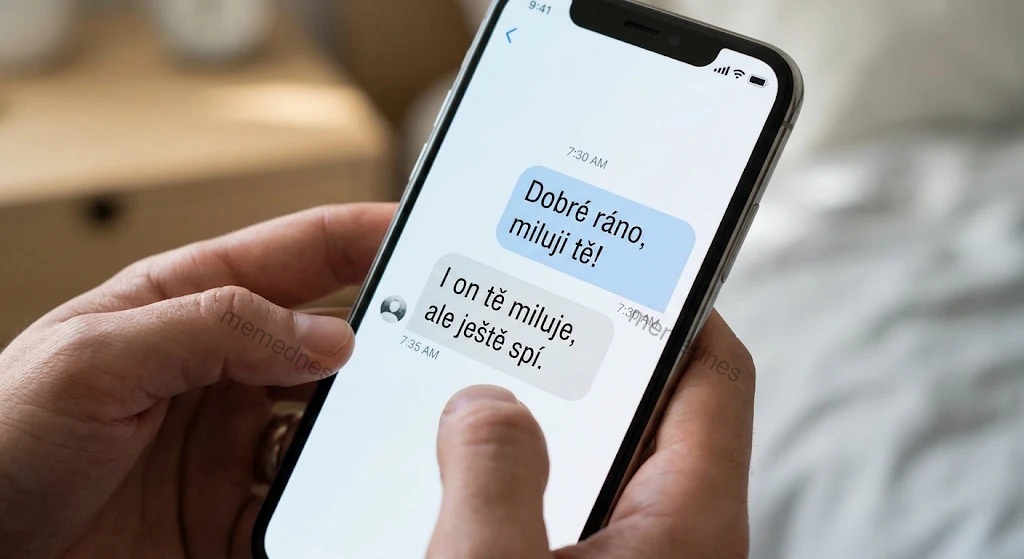 9:41
7:30 AM
Dobré ráno,
miluji tě!
7:30 AM
I on tě miluje,
ale ještě spí.
7:35 AM
memednes